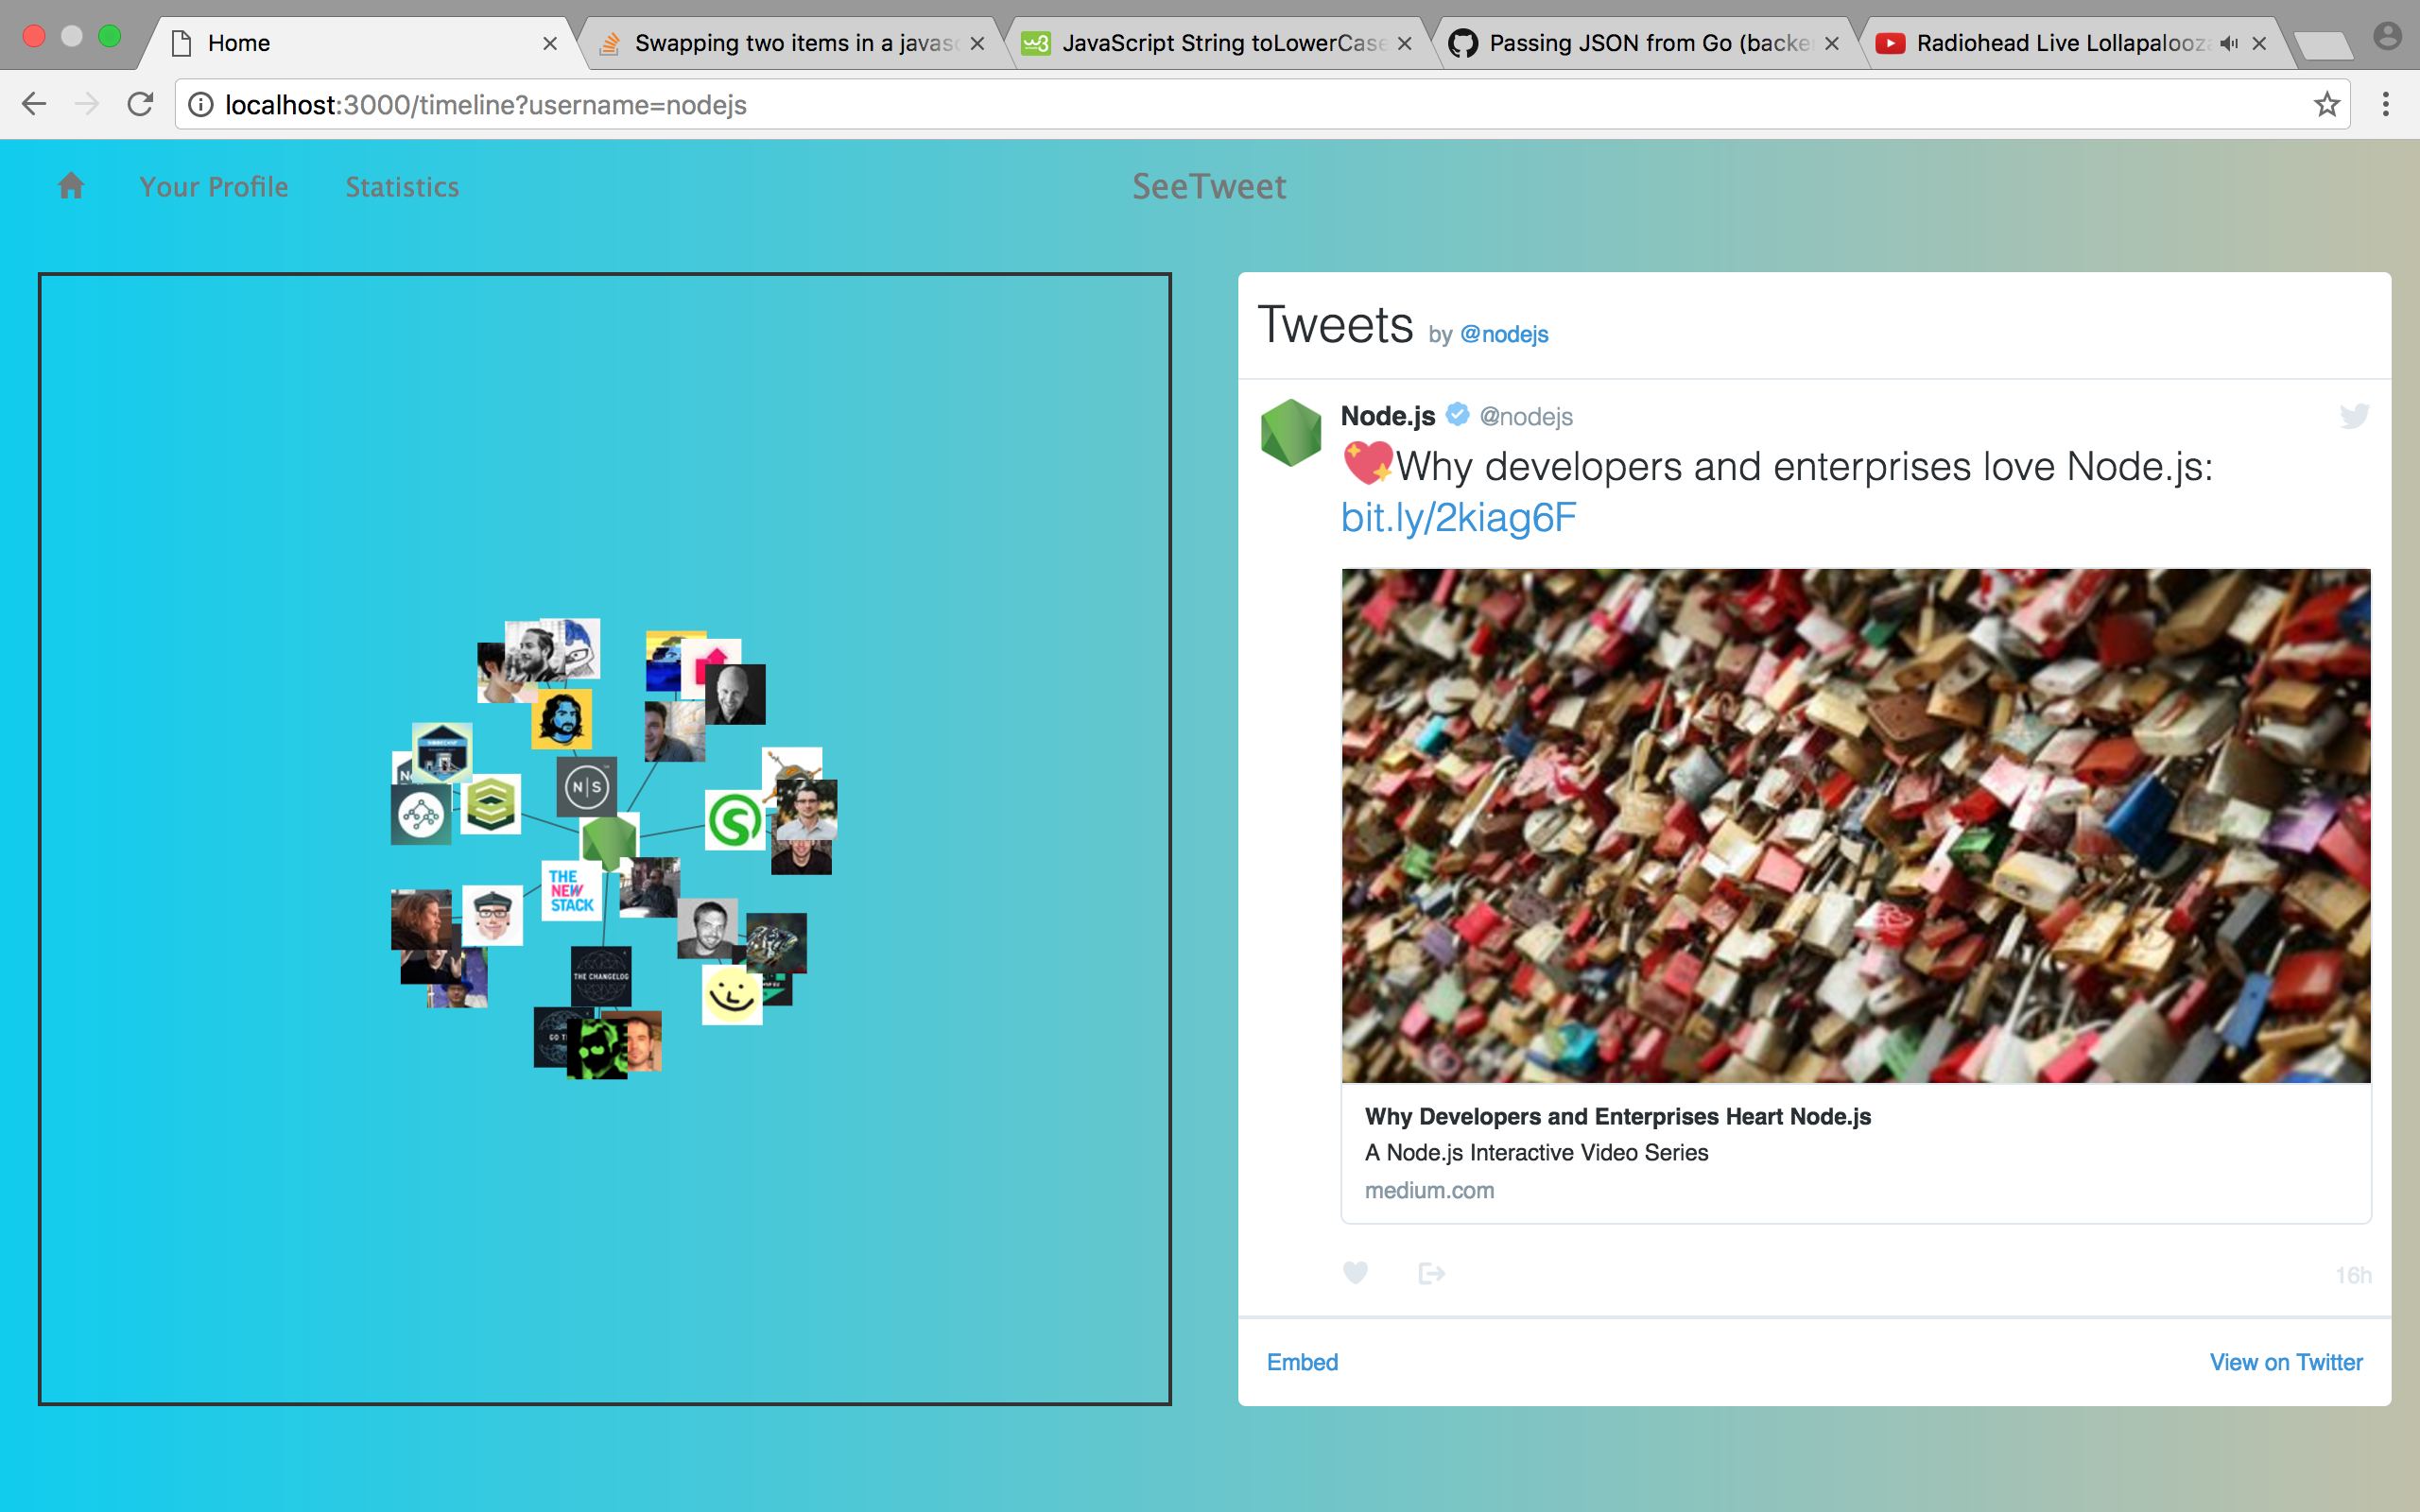 Home
Swapping two items in a javasc
JavaScript String toLowerCase
Passing JSON from Go (backe
Radiohead Live Lollapalooza
localhost:3000/timeline?username=nodejs
Your Profile
Statistics
SeeTweet
Tweets by @nodejs
Node.js @nodejs
💖Why developers and enterprises love Node.js:
bit.ly/2kiag6F
Why Developers and Enterprises Heart Node.js
A Node.js Interactive Video Series
medium.com
16h
Embed
View on Twitter
N|S
THE
NEW
STACK
THE CHANGELOG